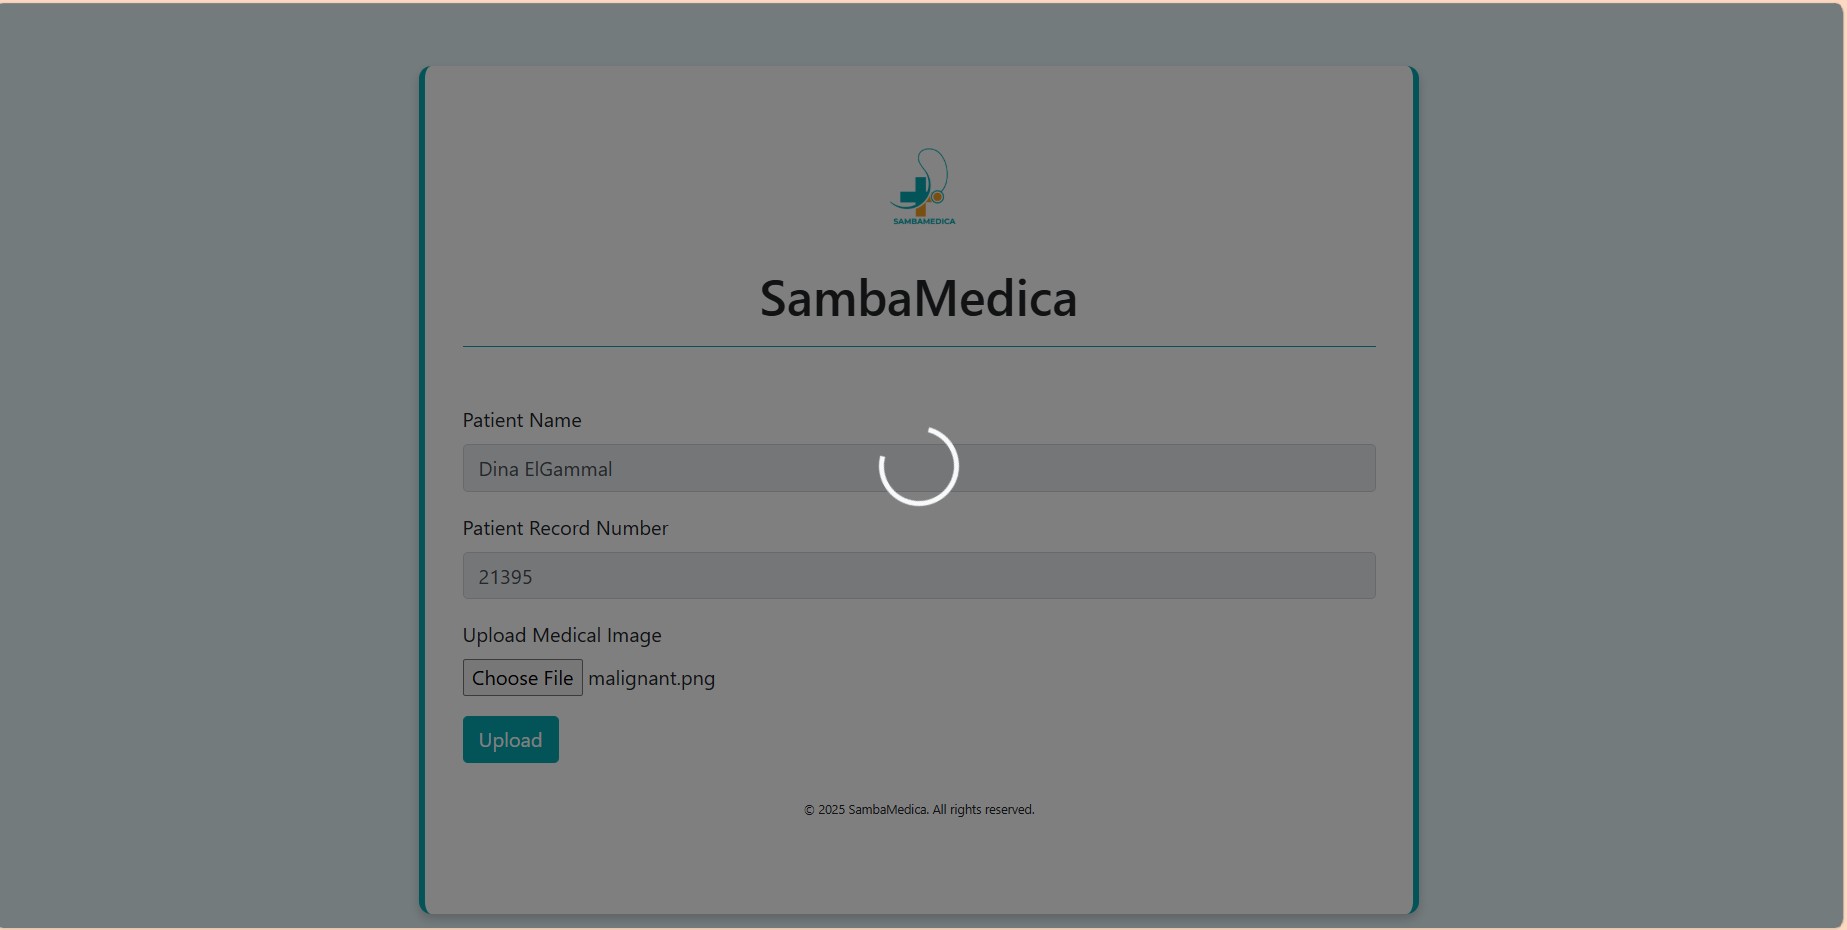 SAMBAMEDICA
SambaMedica
Patient Name
Dina ElGammal
Patient Record Number
21395
Upload Medical Image
Choose File malignant.png
Upload
© 2025 SambaMedica. All rights reserved.